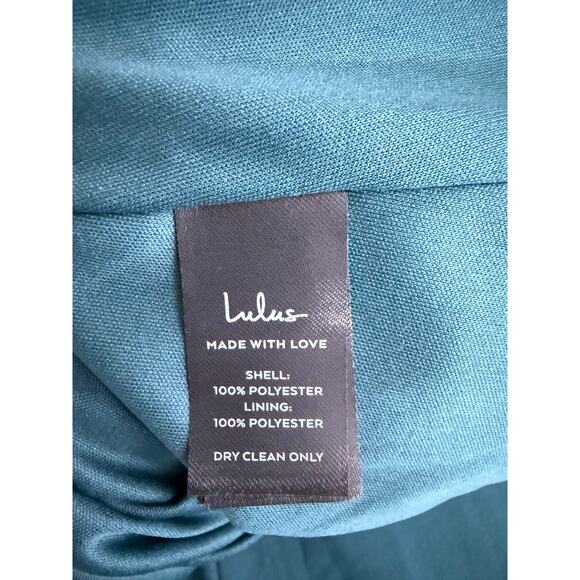 Lulus
MADE WITH LOVE
SHELL:
100% POLYESTER
LINING:
100% POLYESTER
DRY CLEAN ONLY